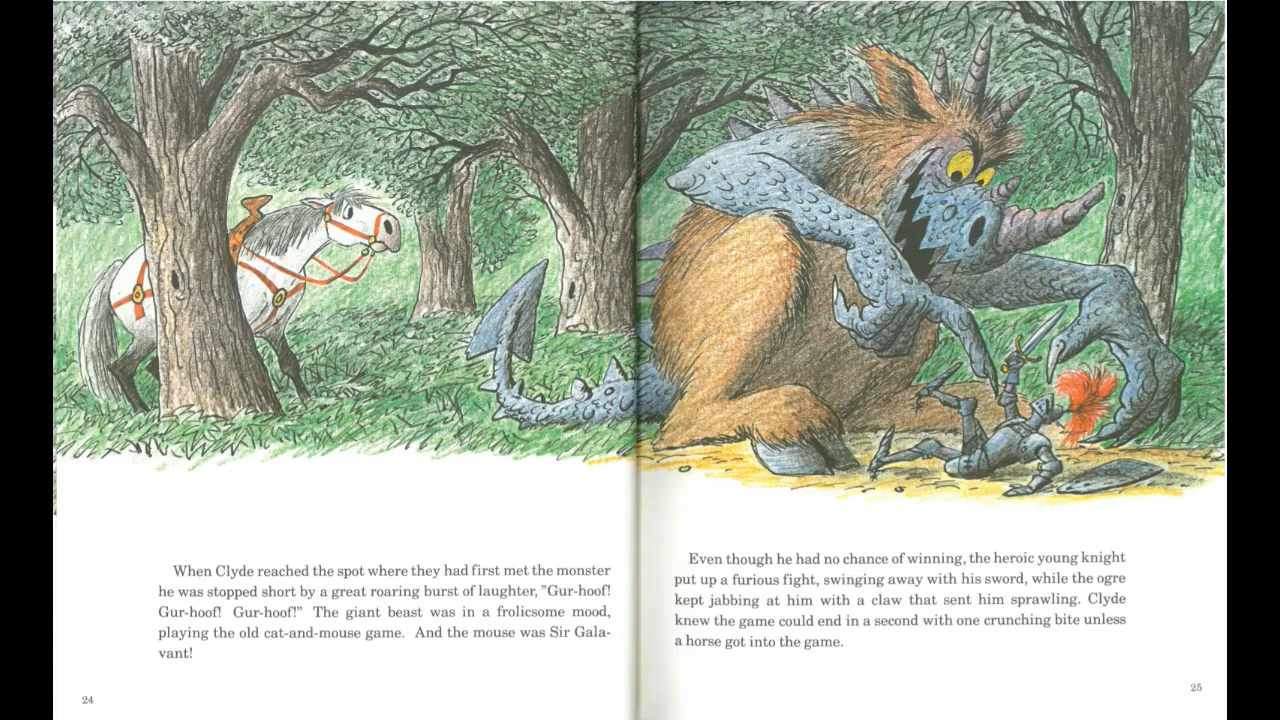 When Clyde reached the spot where they had first met the monster
he was stopped short by a great roaring burst of laughter, "Gur-hoof!
Gur-hoof! Gur-hoof!" The giant beast was in a frolicsome mood,
playing the old cat-and-mouse game. And the mouse was Sir Gala-
vant!
24
Even though he had no chance of winning, the heroic young knight
put up a furious fight, swinging away with his sword, while the ogre
kept jabbing at him with a claw that sent him sprawling. Clyde
knew the game could end in a second with one crunching bite unless
a horse got into the game.
25